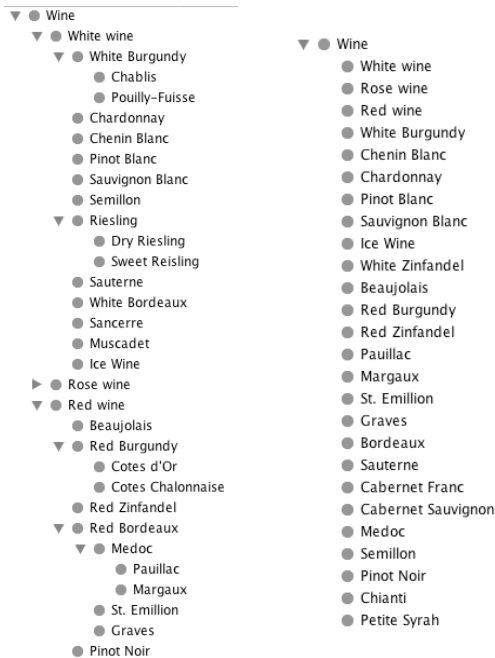 Wine
White wine
White Burgundy
Chablis
Pouilly-Fuisse
Chardonnay
Chenin Blanc
Pinot Blanc
Sauvignon Blanc
Semillon
Riesling
Dry Riesling
Sweet Reisling
Sauterne
White Bordeaux
Sancerre
Muscadet
Ice Wine
Rose wine
Red wine
Beaujolais
Red Burgundy
Cotes d'Or
Cotes Chalonnaise
Red Zinfandel
Red Bordeaux
Medoc
Pauillac
Margaux
St. Emillion
Graves
Pinot Noir
Wine
White wine
Rose wine
Red wine
White Burgundy
Chenin Blanc
Chardonnay
Pinot Blanc
Sauvignon Blanc
Ice Wine
White Zinfandel
Beaujolais
Red Burgundy
Red Zinfandel
Pauillac
Margaux
St. Emillion
Graves
Bordeaux
Sauterne
Cabernet Franc
Cabernet Sauvignon
Medoc
Semillon
Pinot Noir
Chianti
Petite Syrah